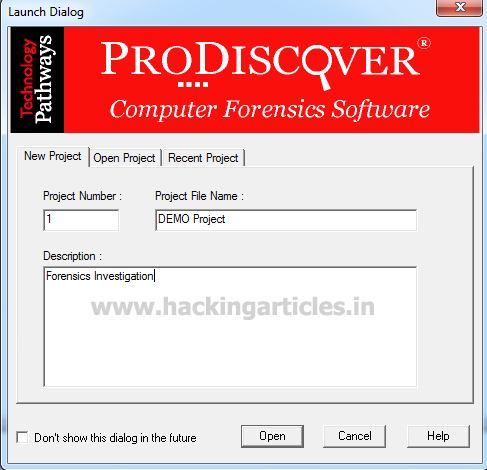 Launch Dialog
Technology
Pathways
PRODISCOVER®
Computer Forensics Software
New Project
Open Project
Recent Project
Project Number :
Project File Name :
1
DEMO Project
Description :
Forensics Investigation
www.hackingarticles.in
Don't show this dialog in the future
Open
Cancel
Help